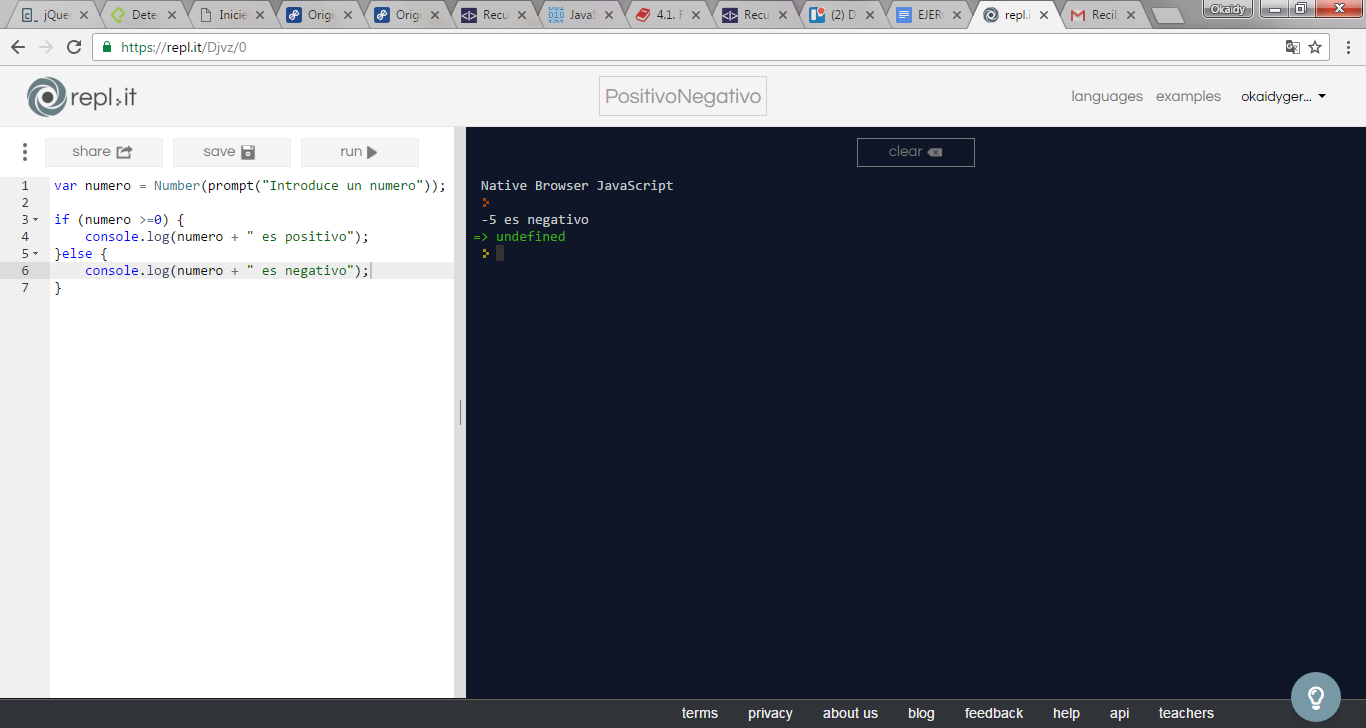 jQue Dete Inicie Origi Origi Recu JavaS 4.1. F Recu (2) D EJER repl.i Recib Okaidy
https://repl.it/Djvz/0
repl.it PositivoNegativo languages examples okaidyger...
share save run clear
1 var numero = Number(prompt("Introduce un numero"));
2
3 if (numero >=0) {
4 console.log(numero + " es positivo");
5 }else {
6 console.log(numero + " es negativo");
7 }
Native Browser JavaScript
-5 es negativo
=> undefined
terms privacy about us blog feedback help api teachers